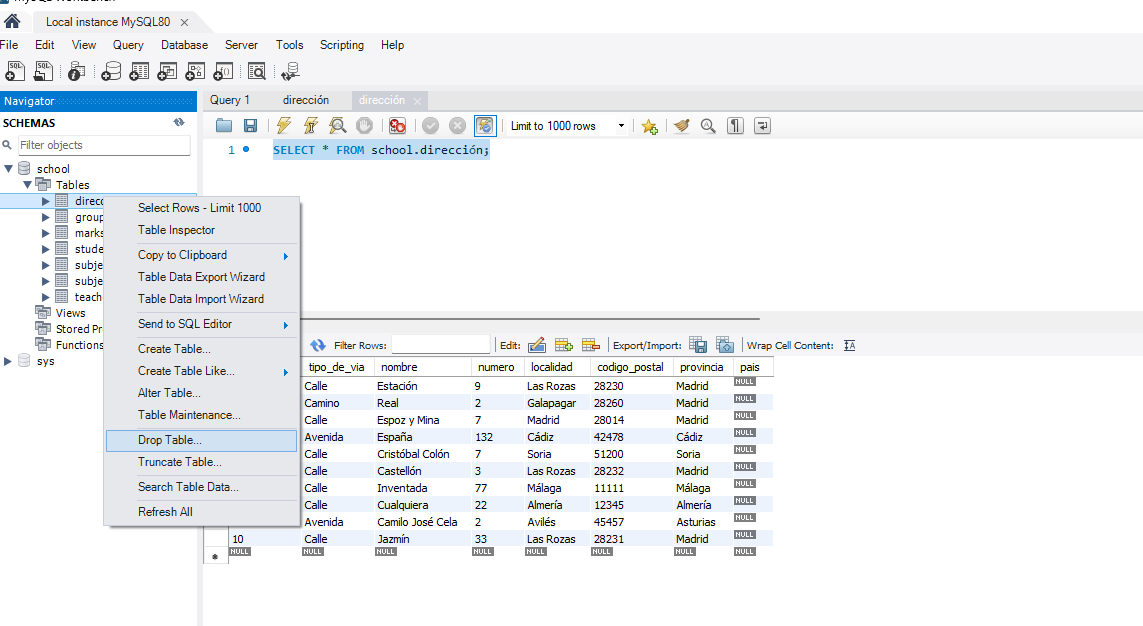 Local instance MySQL80
File Edit View Query Database Server Tools Scripting Help
Navigator
SCHEMAS
Filter objects
school
Tables
direcc
group
marks
stude
subje
subje
teach
Views
Stored Pr
Functions
sys
Query 1 dirección dirección
Limit to 1000 rows
1 SELECT * FROM school.dirección;
Select Rows - Limit 1000
Table Inspector
Copy to Clipboard
Table Data Export Wizard
Table Data Import Wizard
Send to SQL Editor
Create Table...
Create Table Like...
Alter Table...
Table Maintenance...
Drop Table...
Truncate Table...
Search Table Data...
Refresh All
Filter Rows: Edit: Export/Import: Wrap Cell Content:
tipo_de_via nombre numero localidad codigo_postal provincia pais
Calle Estación 9 Las Rozas 28230 Madrid NULL
Camino Real 2 Galapagar 28260 Madrid NULL
Calle Espoz y Mina 7 Madrid 28014 Madrid NULL
Avenida España 132 Cádiz 42478 Cádiz NULL
Calle Cristóbal Colón 7 Soria 51200 Soria NULL
Calle Castellón 3 Las Rozas 28232 Madrid NULL
Calle Inventada 77 Málaga 11111 Málaga NULL
Calle Cualquiera 22 Almería 12345 Almería NULL
Avenida Camilo José Cela 2 Avilés 45457 Asturias NULL
10 Calle Jazmín 33 Las Rozas 28231 Madrid NULL
NULL NULL NULL NULL NULL NULL NULL NULL